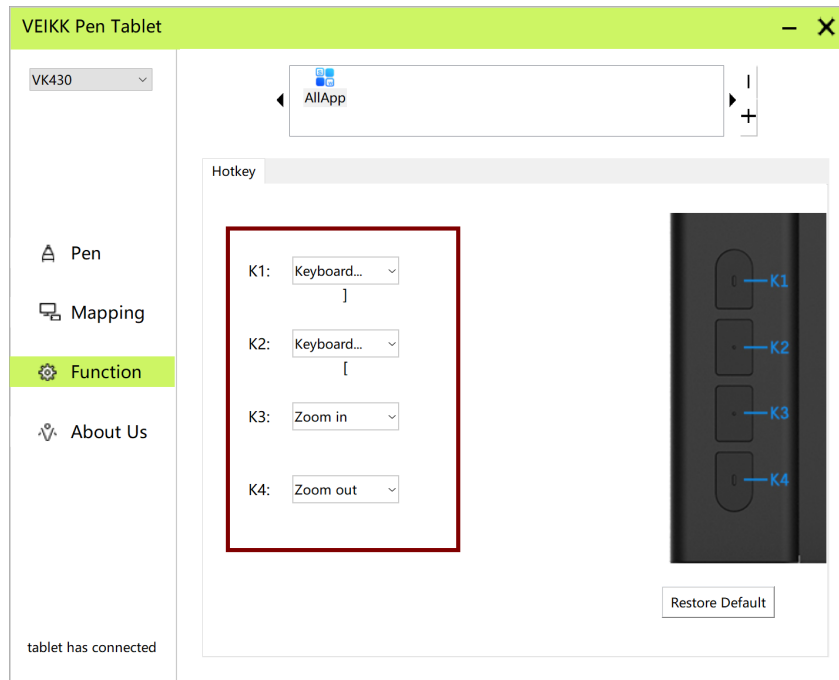 VEIKK Pen Tablet
VK430
AllApp
Hotkey
Pen
Mapping
Function
About Us
K1: Keyboard...
]
K2: Keyboard...
[
K3: Zoom in
K4: Zoom out
K1
K2
K3
K4
Restore Default
tablet has connected